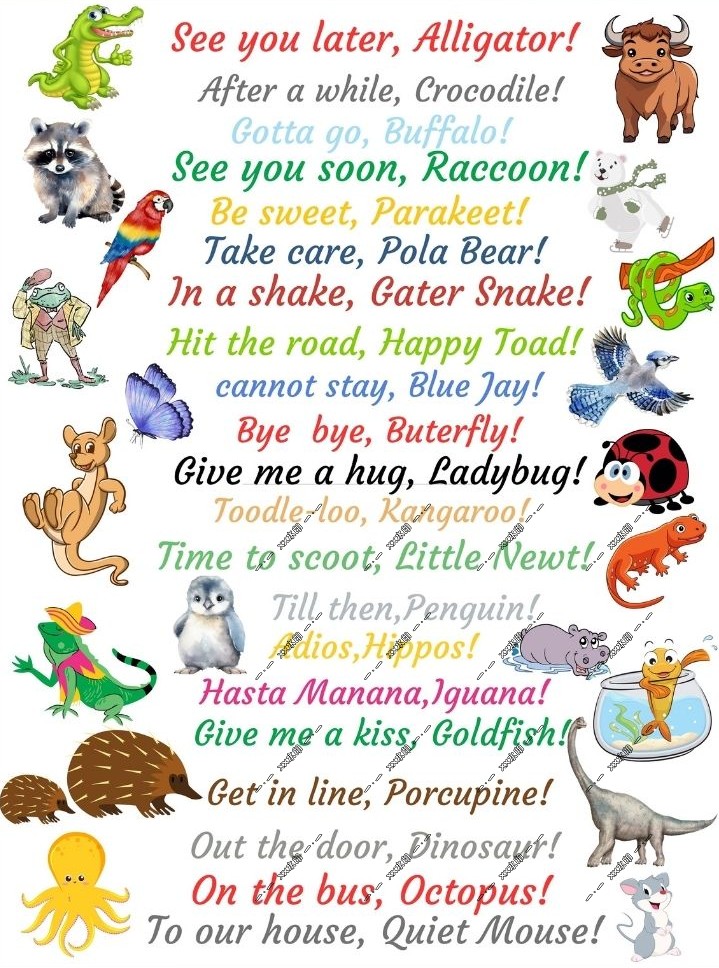 See you later, Alligator!
After a while, Crocodile!
Gotta go, Buffalo!
See you soon, Raccoon!
Be sweet, Parakeet!
Take care, Pola Bear!
In a shake, Gater Snake!
Hit the road, Happy Toad!
cannot stay, Blue Jay!
Bye bye, Buterfly!
Give me a hug, Ladybug!
Toodle-loo, Kangaroo!
Time to scoot, Little Newt!
Till then,Penguin!
Adios,Hippos!
Hasta Manana,Iguana!
Give me a kiss, Goldfish!
Get in line, Porcupine!
Out the door, Dinosaur!
On the bus, Octopus!
To our house, Quiet Mouse!